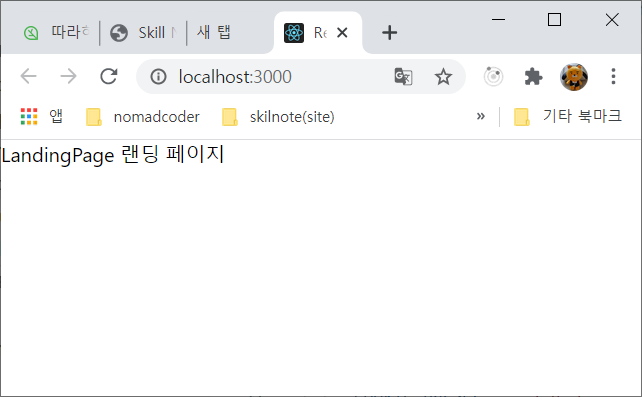 따라하 Skill N 새 탭 Re
localhost:3000
앱 nomadcoder skilnote(site) » 기타 북마크
LandingPage 랜딩 페이지